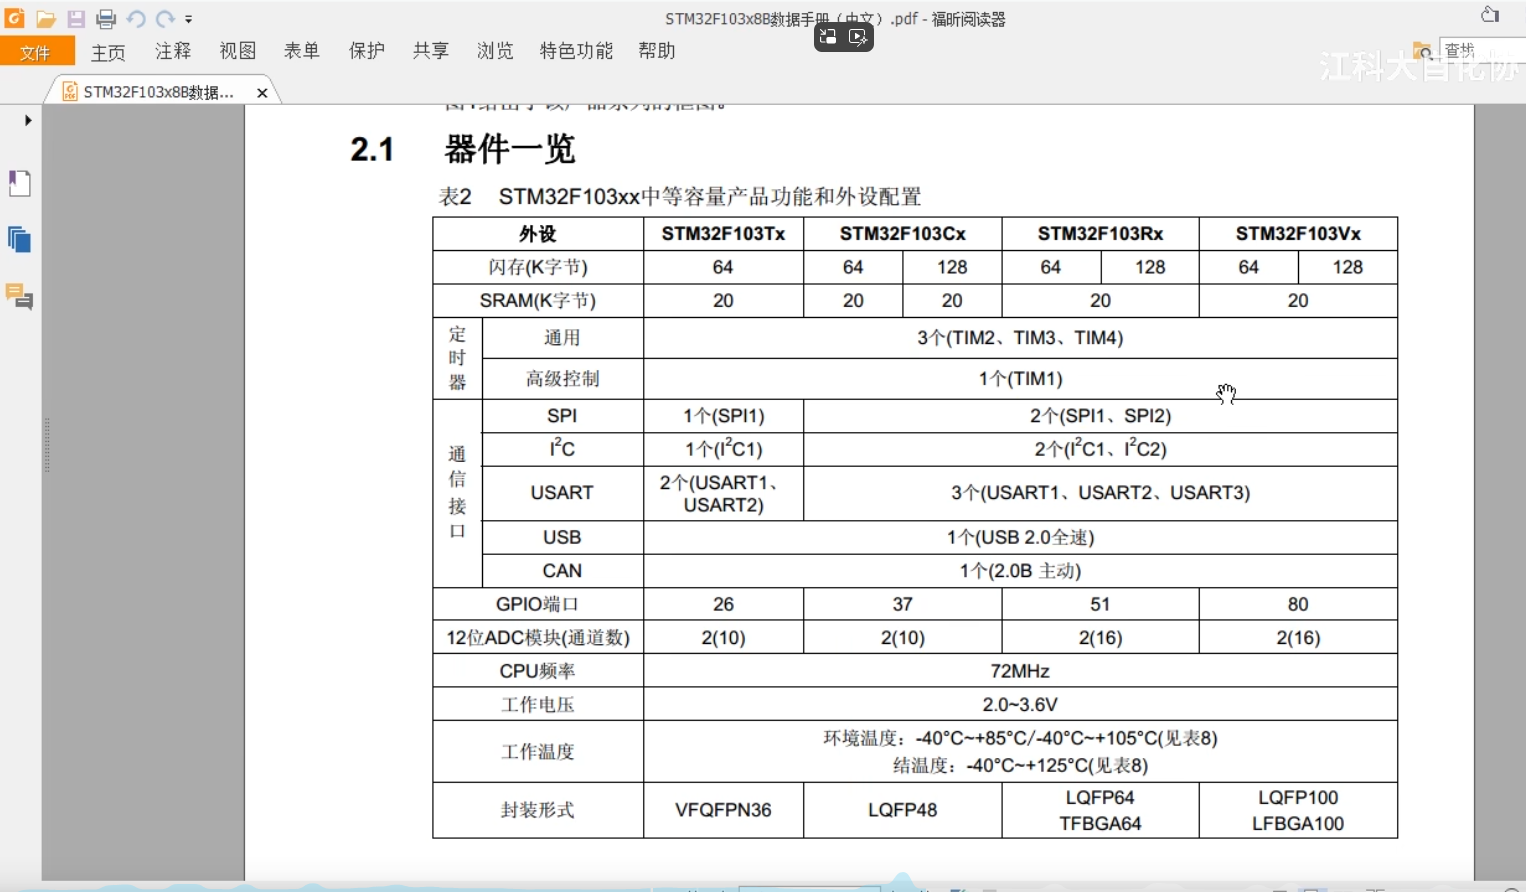 STM32F103x8B数据手册（中文）.pdf - 福昕阅读器
文件 主页 注释 视图 表单 保护 共享 浏览 特色功能 帮助
查找
江科大自化协
STM32F103x8B数据...
2.1 器件一览
表2 STM32F103xx中等容量产品功能和外设配置
外设 STM32F103Tx STM32F103Cx STM32F103Rx STM32F103Vx
闪存(K字节) 64 64 128 64 128 64 128
SRAM(K字节) 20 20 20 20 20
定时器 通用 3个(TIM2、TIM3、TIM4)
高级控制 1个(TIM1)
通信接口 SPI 1个(SPI1) 2个(SPI1、SPI2)
I²C 1个(I²C1) 2个(I²C1、I²C2)
USART 2个(USART1、USART2) 3个(USART1、USART2、USART3)
USB 1个(USB 2.0全速)
CAN 1个(2.0B 主动)
GPIO端口 26 37 51 80
12位ADC模块(通道数) 2(10) 2(10) 2(16) 2(16)
CPU频率 72MHz
工作电压 2.0~3.6V
工作温度 环境温度：-40°C~+85°C/-40°C~+105°C(见表8)
结温度：-40°C~+125°C(见表8)
封装形式 VFQFPN36 LQFP48 LQFP64 LQFP100
TFBGA64 LFBGA100